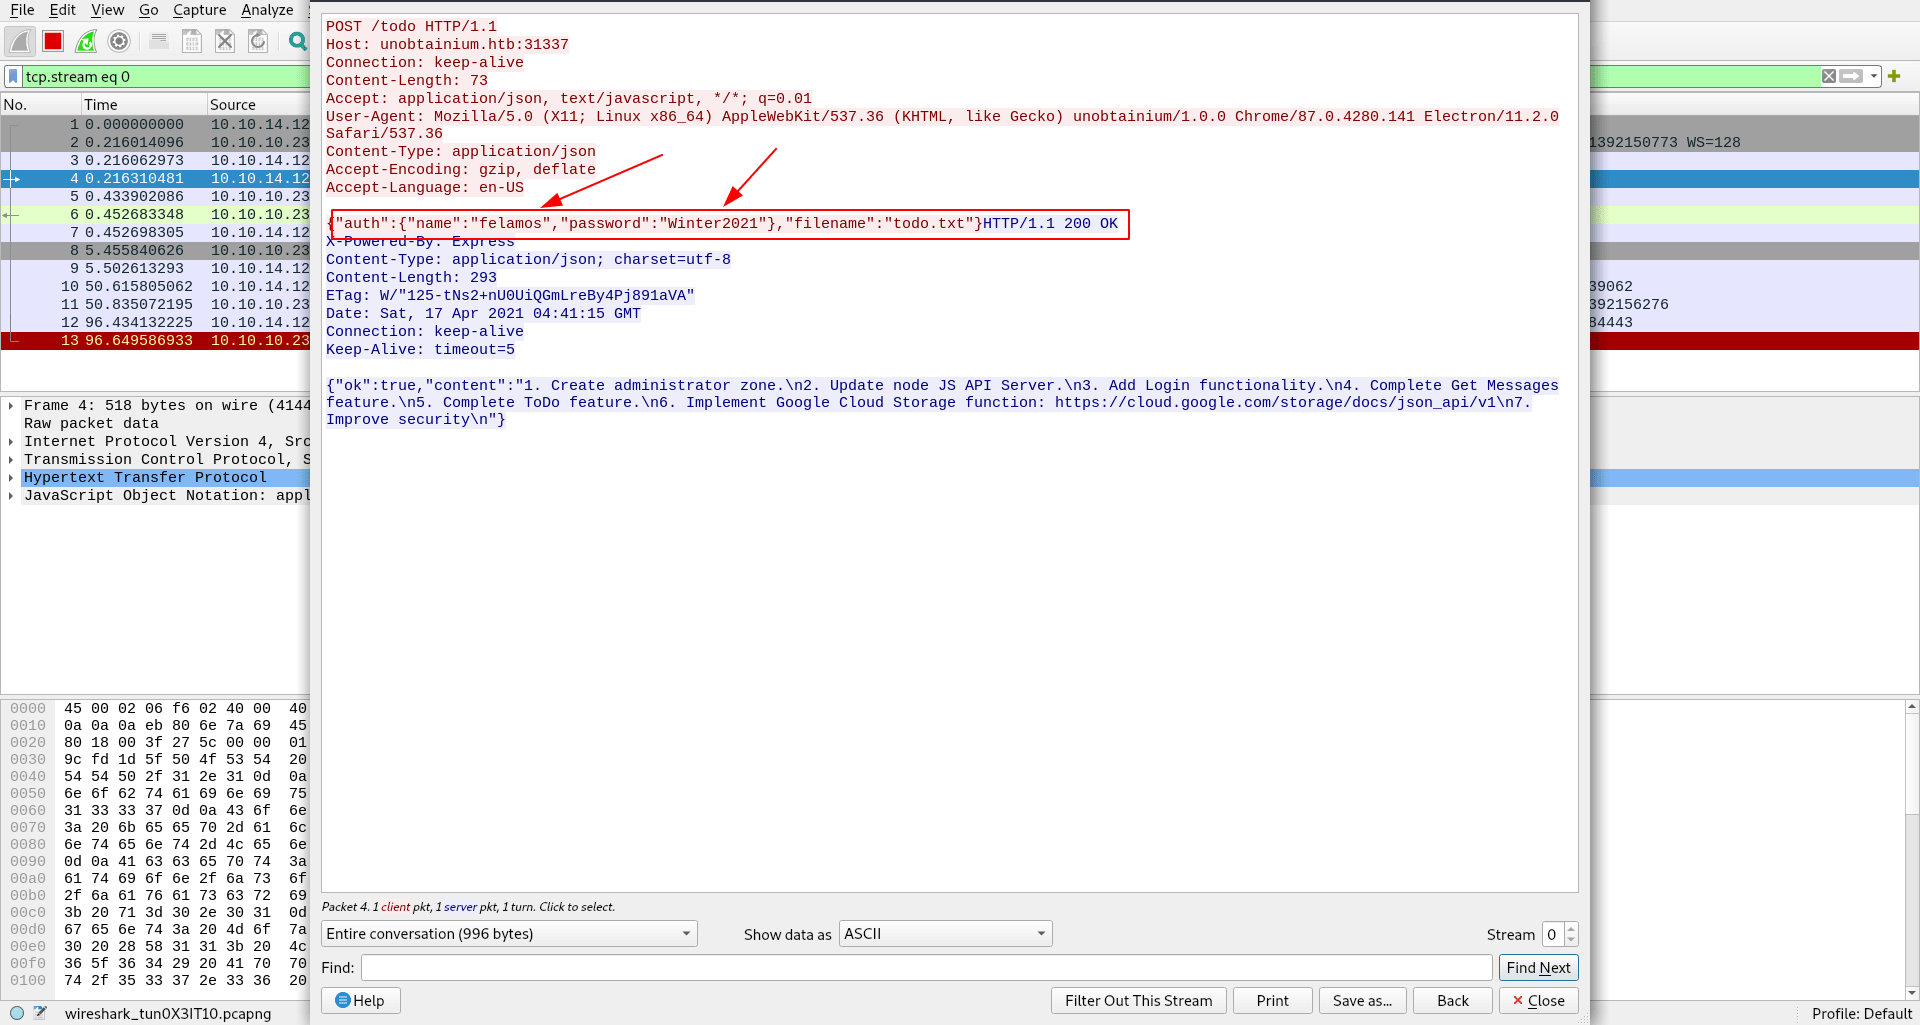 File Edit View Go Capture Analyze
tcp.stream eq 0
No. Time Source
1 0.000000000 10.10.14.12
2 0.216014096 10.10.10.23 1392150773 WS=128
3 0.216062973 10.10.14.12
4 0.216310481 10.10.14.12
5 0.433902086 10.10.10.23
6 0.452683348 10.10.10.23
7 0.452698305 10.10.14.12
8 5.455840626 10.10.10.23
9 5.502613293 10.10.14.12
10 50.615805062 10.10.14.12 39062
11 50.835072195 10.10.10.23 392156276
12 96.434132225 10.10.14.12 84443
13 96.649586933 10.10.10.23
Frame 4: 518 bytes on wire (4144
Raw packet data
Internet Protocol Version 4, Src
Transmission Control Protocol, S
Hypertext Transfer Protocol
JavaScript Object Notation: appl
0000 45 00 02 06 f6 02 40 00 40
0010 0a 0a 0a eb 80 6e 7a 69 45
0020 80 18 00 3f 27 5c 00 00 01
0030 9c fd 1d 5f 50 4f 53 54 20
0040 54 54 50 2f 31 2e 31 0d 0a
0050 6e 6f 62 74 61 69 6e 69 75
0060 31 33 33 37 0d 0a 43 6f 6e
0070 3a 20 6b 65 65 70 2d 61 6c
0080 6e 74 65 6e 74 2d 4c 65 6e
0090 0d 0a 41 63 63 65 70 74 3a
00a0 61 74 69 6f 6e 2f 6a 73 6f
00b0 2f 6a 61 76 61 73 63 72 69
00c0 3b 20 71 3d 30 2e 30 31 0d
00d0 67 65 6e 74 3a 20 4d 6f 7a
00e0 30 20 28 58 31 31 3b 20 4c
00f0 36 5f 36 34 29 20 41 70 70
0100 74 2f 35 33 37 2e 33 36 20
POST /todo HTTP/1.1
Host: unobtainium.htb:31337
Connection: keep-alive
Content-Length: 73
Accept: application/json, text/javascript, */*; q=0.01
User-Agent: Mozilla/5.0 (X11; Linux x86_64) AppleWebKit/537.36 (KHTML, like Gecko) unobtainium/1.0.0 Chrome/87.0.4280.141 Electron/11.2.0
Safari/537.36
Content-Type: application/json
Accept-Encoding: gzip, deflate
Accept-Language: en-US
{"auth":{"name":"felamos","password":"Winter2021"},"filename":"todo.txt"}HTTP/1.1 200 OK
X-Powered-By: Express
Content-Type: application/json; charset=utf-8
Content-Length: 293
ETag: W/"125-tNs2+nU0UiQGmLreBy4Pj891aVA"
Date: Sat, 17 Apr 2021 04:41:15 GMT
Connection: keep-alive
Keep-Alive: timeout=5
{"ok":true,"content":"1. Create administrator zone.\n2. Update node JS API Server.\n3. Add Login functionality.\n4. Complete Get Messages
feature.\n5. Complete ToDo feature.\n6. Implement Google Cloud Storage function: https://cloud.google.com/storage/docs/json_api/v1\n7.
Improve security\n"}
Packet 4. 1 client pkt, 1 server pkt, 1 turn. Click to select.
Entire conversation (996 bytes) Show data as ASCII Stream 0
Find: Find Next
Help Filter Out This Stream Print Save as... Back Close
wireshark_tun0X3IT10.pcapng Profile: Default